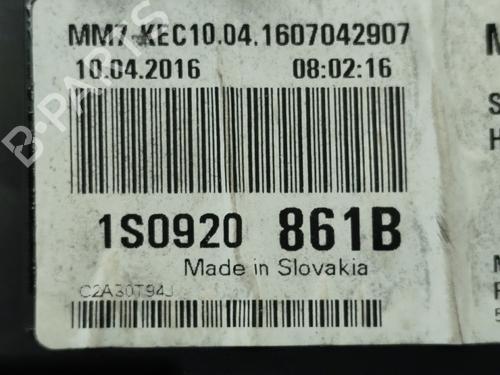 MM7-KEC10.04.1607042907
10.04.2016 08:02:16
1S0920 861B
Made in Slovakia
C2A30T94J
B-PARTS